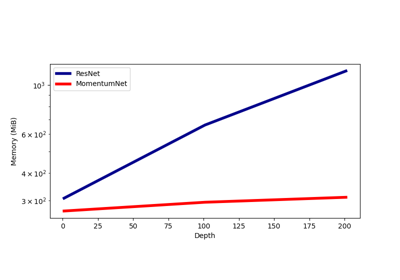 ResNet
MomentumNet
10³
6 × 10²
4 × 10²
3 × 10²
Memory (MiB)
0 25 50 75 100 125 150 175 200
Depth